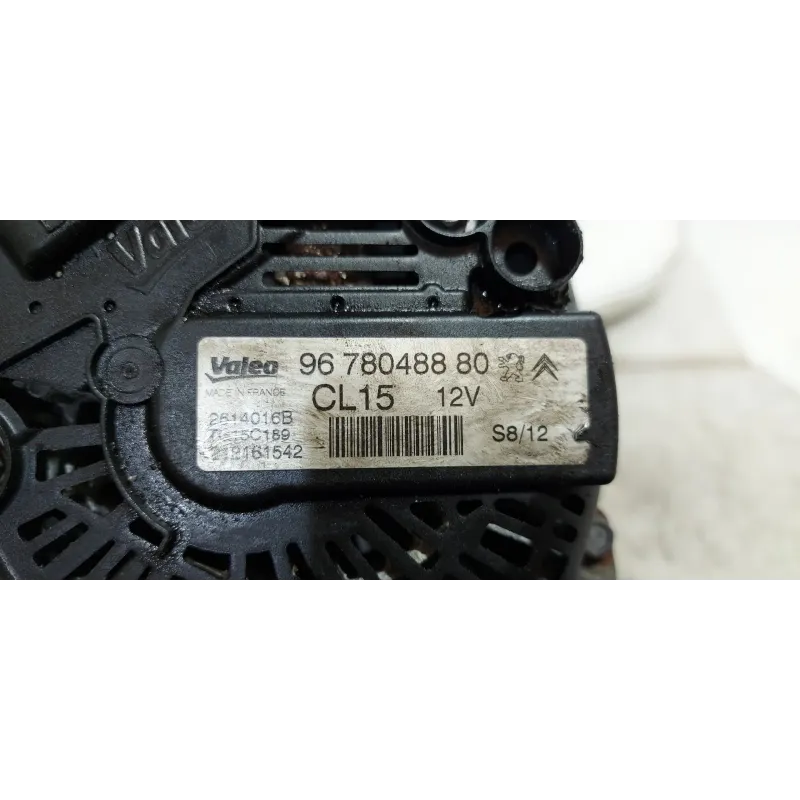 Valeo 96 780488 80
MADE IN FRANCE CL15 12V
2614016B
S8/12